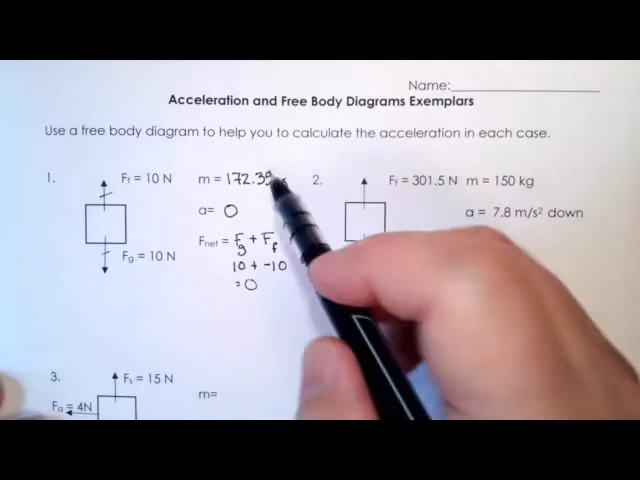 Name:
Acceleration and Free Body Diagrams Exemplars
Use a free body diagram to help you to calculate the acceleration in each case.
1.
Ff = 10 N
m =
a= 0
Fnet = Fg + Ff
10 + -10
= 0
Fg = 10 N
2.
Ff = 301.5 N m = 150 kg
a = 7.8 m/s² down
3.
Fs = 15 N
m=
Fa = 4N